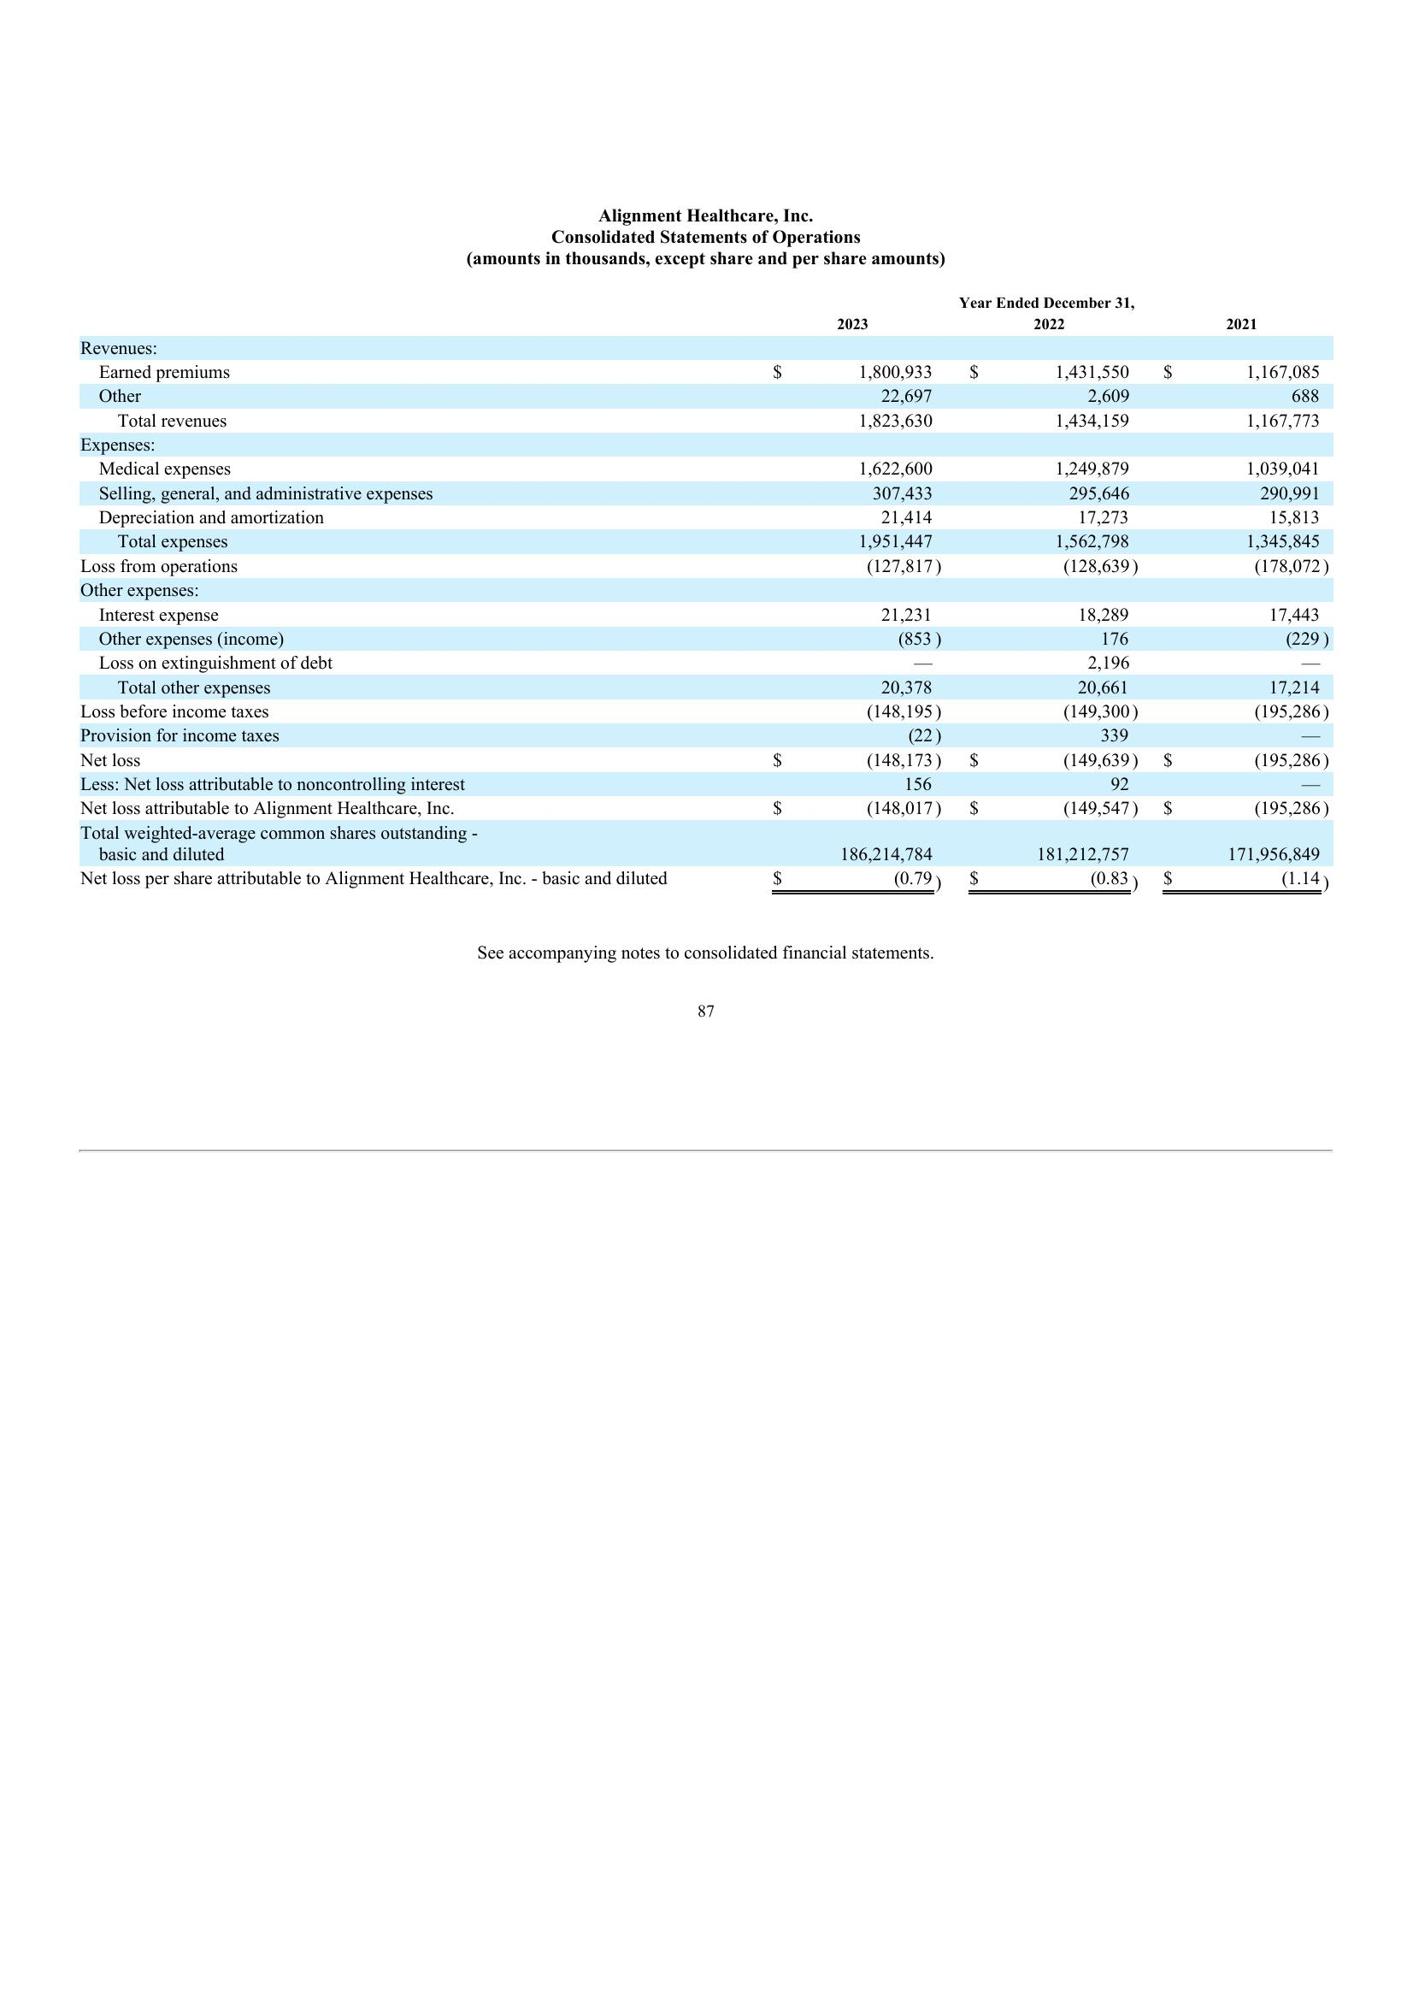 Alignment Healthcare, Inc.
Consolidated Statements of Operations
(amounts in thousands, except share and per share amounts)
Year Ended December 31,
2023 2022 2021
Revenues:
Earned premiums $ 1,800,933 $ 1,431,550 $ 1,167,085
Other 22,697 2,609 688
Total revenues 1,823,630 1,434,159 1,167,773
Expenses:
Medical expenses 1,622,600 1,249,879 1,039,041
Selling, general, and administrative expenses 307,433 295,646 290,991
Depreciation and amortization 21,414 17,273 15,813
Total expenses 1,951,447 1,562,798 1,345,845
Loss from operations (127,817) (128,639) (178,072)
Other expenses:
Interest expense 21,231 18,289 17,443
Other expenses (income) (853) 176 (229)
Loss on extinguishment of debt — 2,196 —
Total other expenses 20,378 20,661 17,214
Loss before income taxes (148,195) (149,300) (195,286)
Provision for income taxes (22) 339 —
Net loss $ (148,173) $ (149,639) $ (195,286)
Less: Net loss attributable to noncontrolling interest 156 92 —
Net loss attributable to Alignment Healthcare, Inc. $ (148,017) $ (149,547) $ (195,286)
Total weighted-average common shares outstanding -
basic and diluted 186,214,784 181,212,757 171,956,849
Net loss per share attributable to Alignment Healthcare, Inc. - basic and diluted $ (0.79) $ (0.83) $ (1.14)
See accompanying notes to consolidated financial statements.
87